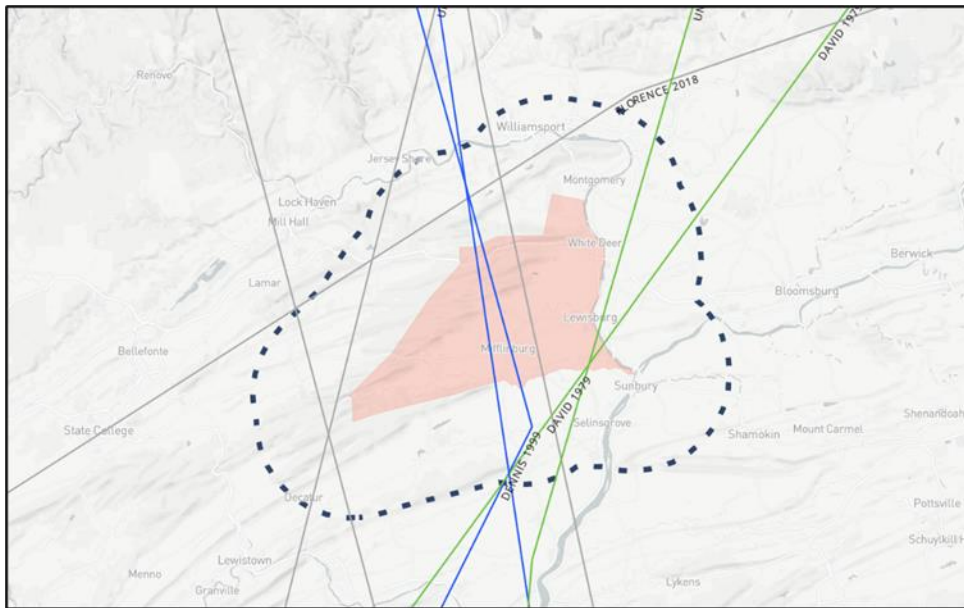 DAVID 1979
Renovo
LORENCE 2018
Williamsport
Jersey Shore
Montgomery
Lock Haven
Mill Hall
White Deer
Berwick
Lamar
Bloomsburg
Lewisburg
Mifflinburg
Bellefonte
Sunbury
DAVID 1979
Selinsgrove
Shenandoah
State College
Shamokin
Mount Carmel
DENNIS 1999
Decatur
Pottsville
Schuylkill H
Lewistown
Menno
Granville
Lykens